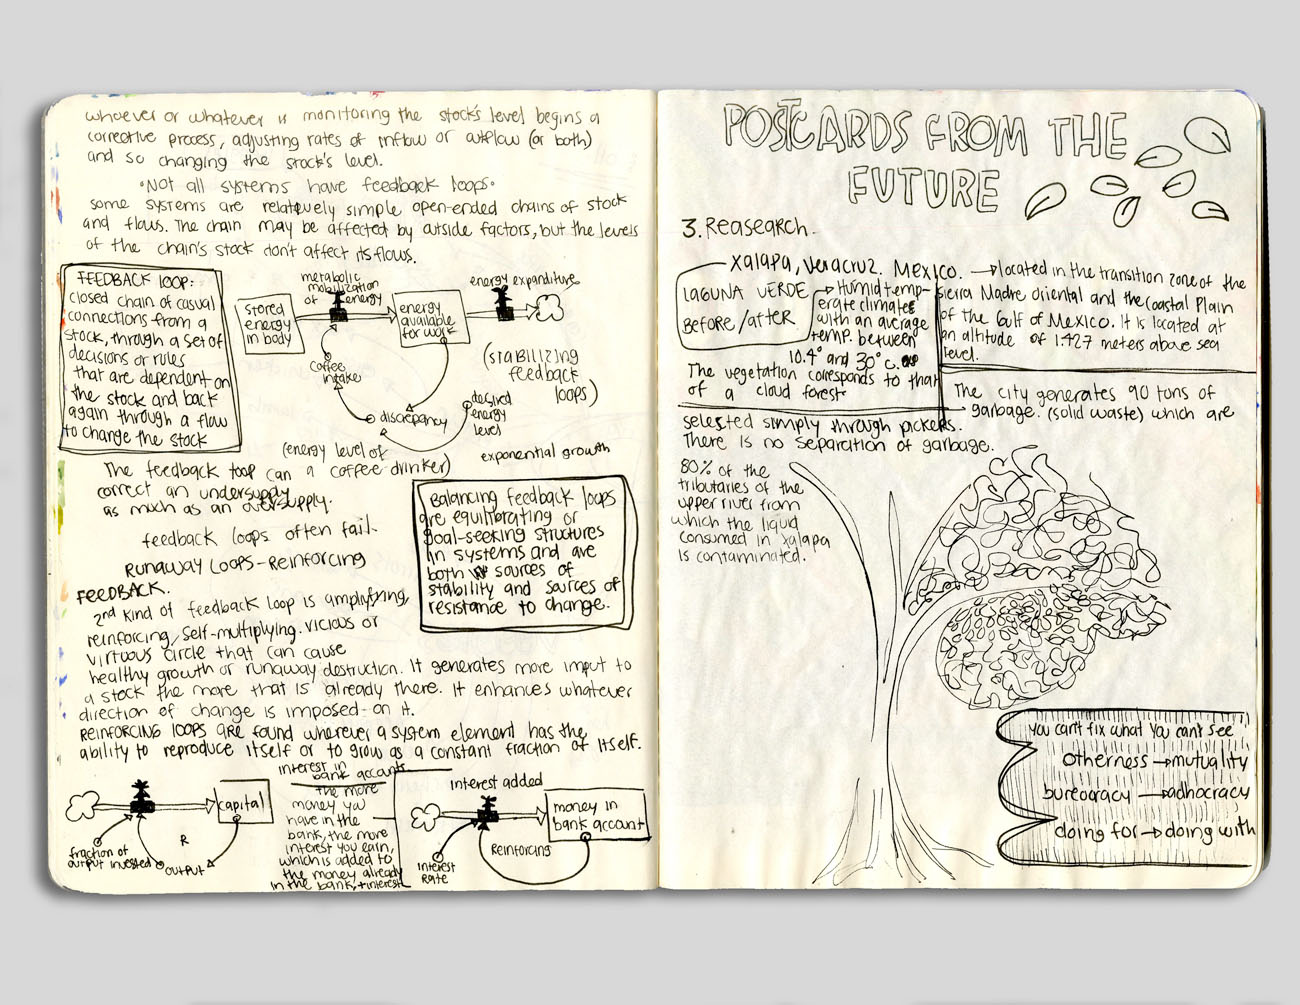 whoever or whatever is monitoring the stock's level begins a
corrective process, adjusting rates of inflow or outflow (or both)
and so changing the stock's level.
•Not all systems have feedback loops•
some systems are relatively simple open-ended chains of stock
and flows. The chain may be affected by outside factors, but the levels
of the chain's stock don't affect its flows.
FEEDBACK LOOP:
closed chain of casual
connections from a
stock, through a set of
decisions or rules
that are dependent on
the stock and back
again through a flow
to change the stock
metabolic
mobilization
of energy
energy expenditure
stored
energy
in body
energy
available
for work
Coffee
intake
discrepancy
desired
energy
level
(stabilizing
feedback
loops)
(energy level of
a coffee drinker)
exponential growth
The feedback loop can
correct an undersupply
as much as an oversupply.
feedback loops often fail.
RUNAWAY LOOPS-REINFORCING
FEEDBACK.
Balancing feedback loops
are equilibrating or
goal-seeking structures
in systems and are
both sources of
stability and sources of
resistance to change.
2nd kind of feedback loop is amplifying,
reinforcing, self-multiplying. vicious or
virtuous circle that can cause
healthy growth or runaway destruction. It generates more input to
a stock the more that is already there. It enhances whatever
direction of change is imposed on it.
REINFORCING LOOPS are found wherever a system element has the
ability to reproduce itself or to grow as a constant fraction of itself.
capital
fraction of
output invested
R
OUTPUT
interest in
bank accounts
the more
money you
have in the
bank, the more
interest you earn,
which is added to
the money already
in the bank, + interest
interest added
money in
bank account
REINFORCING
interest
Rate
POSTCARDS FROM THE
FUTURE
3. Reasearch.
Xalapa, Veracruz. Mexico. → located in the transition zone of the
Sierra Madre Oriental and the Coastal Plain
of the Gulf of Mexico. It is located at
an altitude of 1.427 meters above sea
level.
LAGUNA VERDE
BEFORE/after
→ Humid temp-
erate climates
with an average
temp. between
10.4° and 30°c.
The vegetation corresponds to that
of a cloud forest
→ The city generates 90 tons of
garbage. (solid waste) which are
selected simply through pickers.
There is no separation of garbage.
80% of the
tributaries of the
upper river from
which the liquid
consumed in xalapa
is contaminated.
you can't fix what you can't see
otherness → mutuality
bureocracy → adhocracy
doing for → doing with